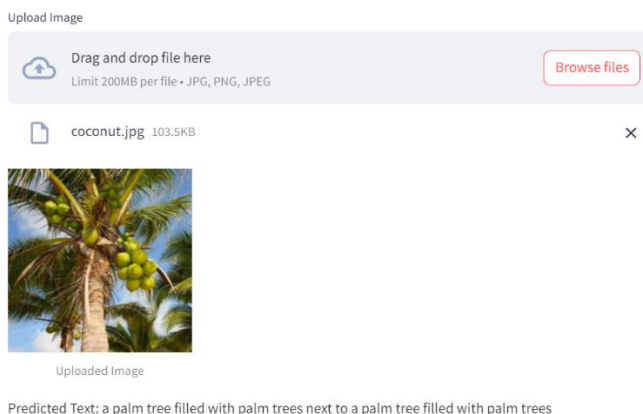 Upload Image
Drag and drop file here
Limit 200MB per file • JPG, PNG, JPEG
Browse files
coconut.jpg 103.5KB
Uploaded Image
Predicted Text: a palm tree filled with palm trees next to a palm tree filled with palm trees